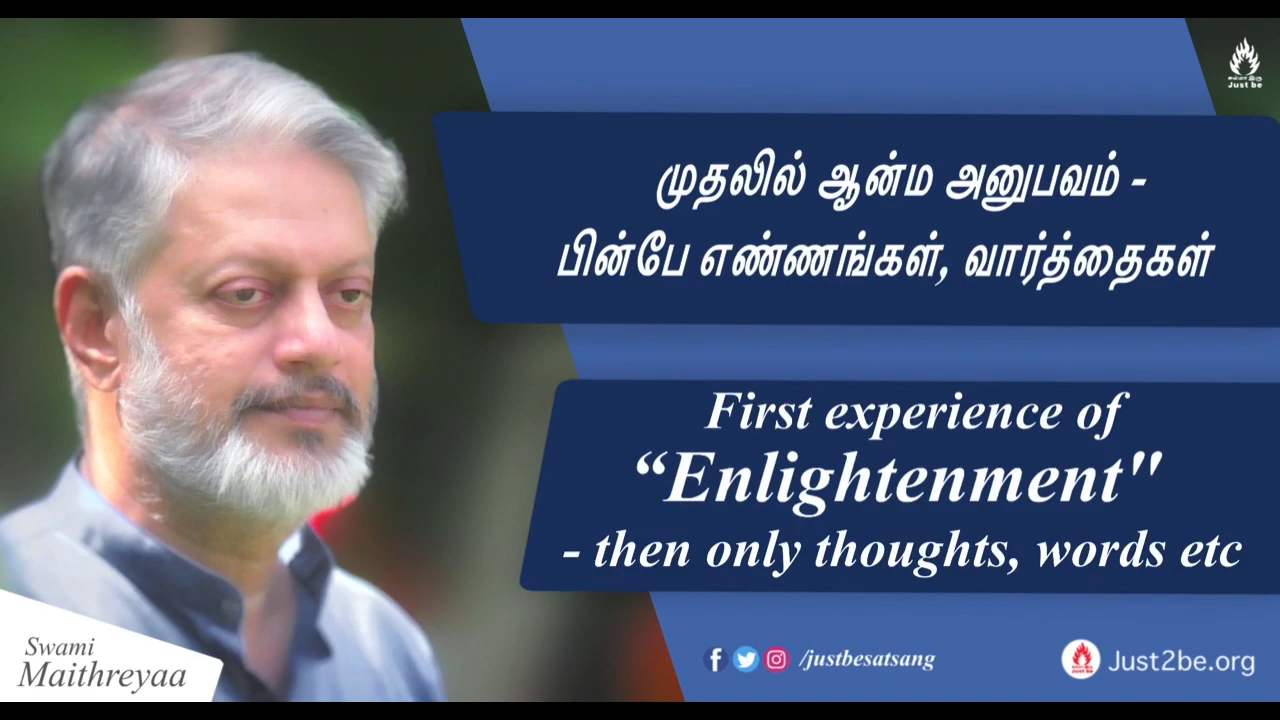 சும்மா இரு
Just be
முதலில் ஆன்ம அனுபவம் -
பின்பே எண்ணங்கள், வார்த்தைகள்
First experience of
“Enlightenment"
- then only thoughts, words etc
Swami
Maithreyaa
/justbesatsang
Just2be.org